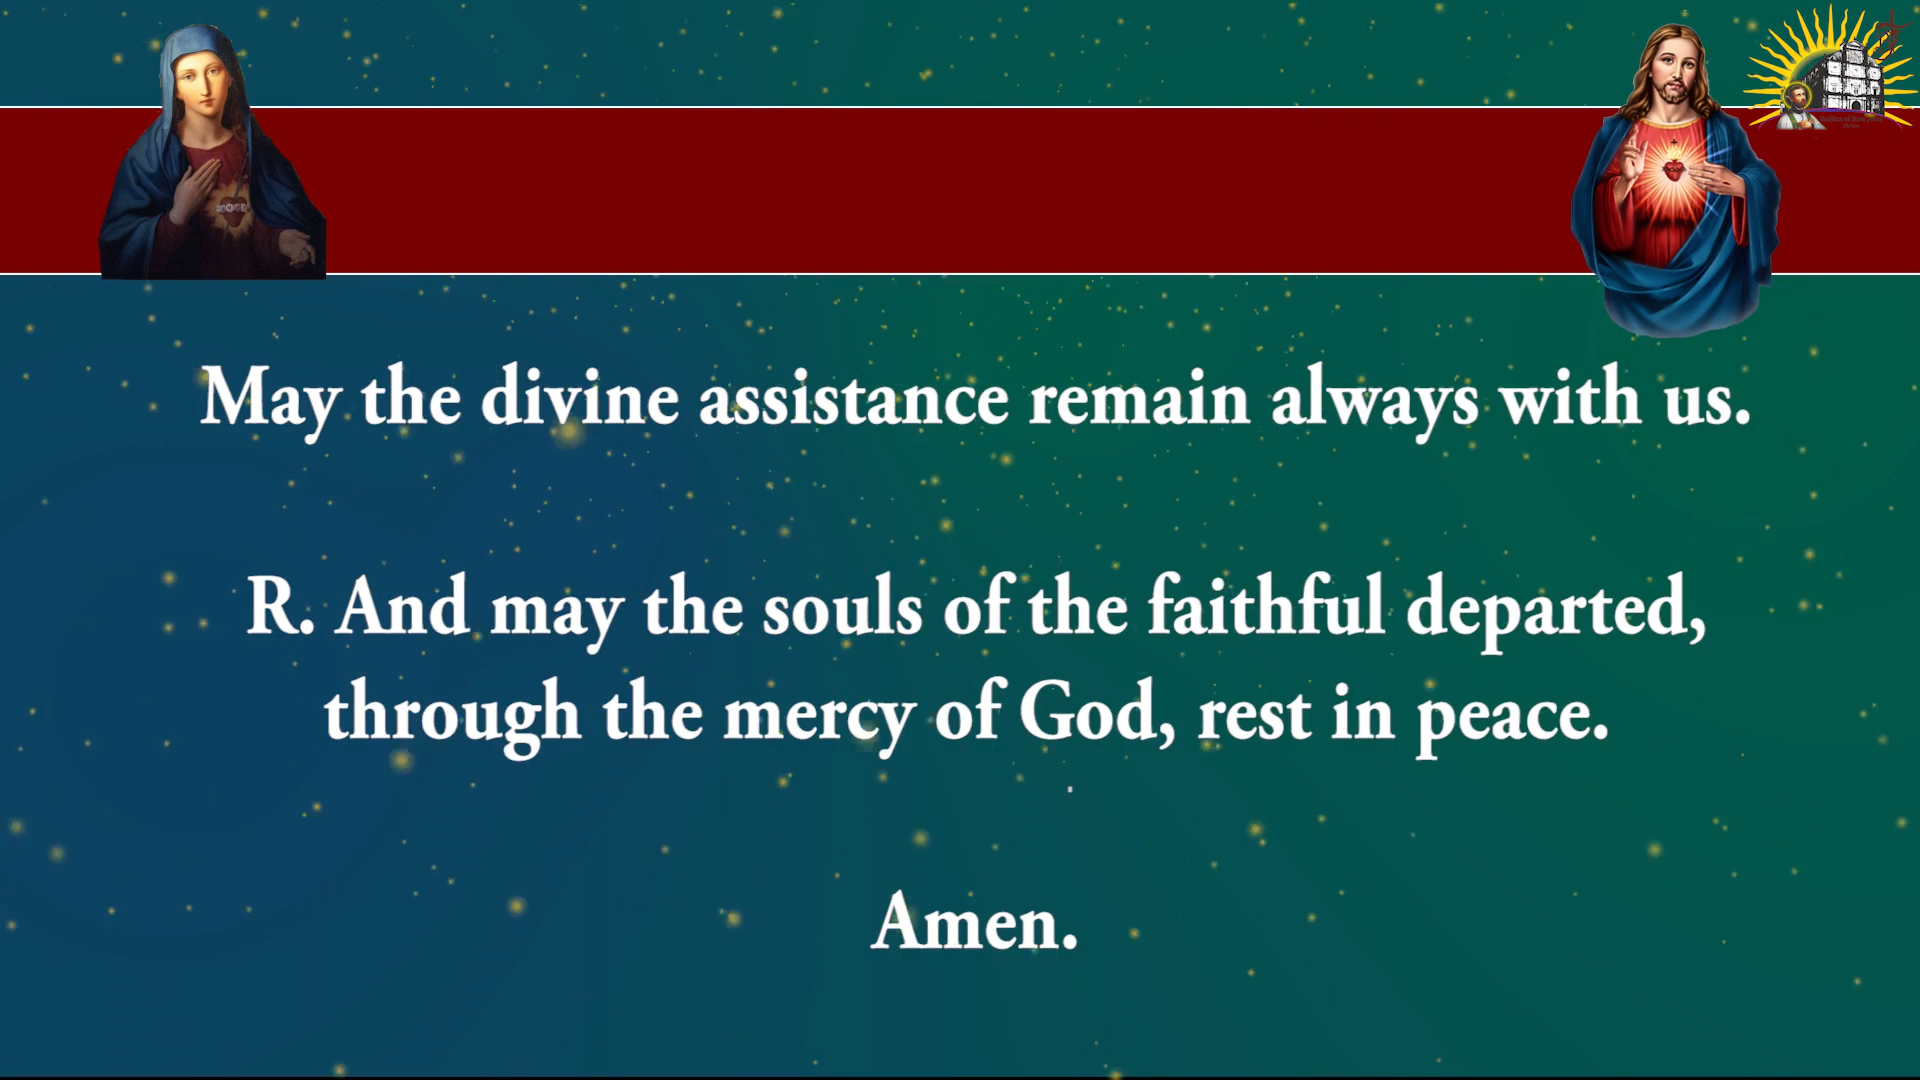 May the divine assistance remain always with us.
R. And may the souls of the faithful departed,
through the mercy of God, rest in peace.
Amen.